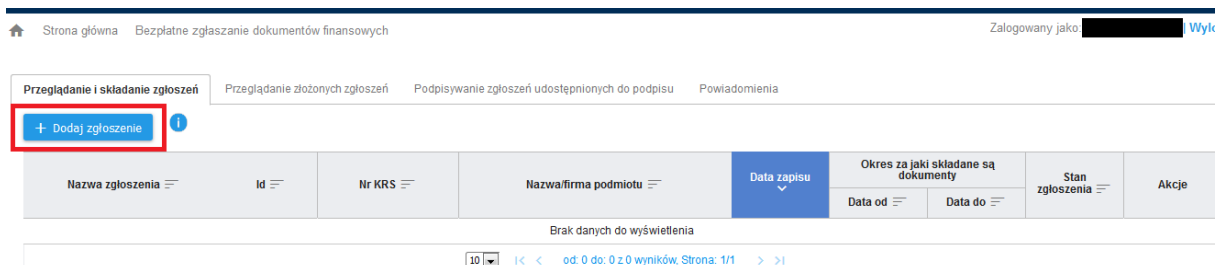 Strona główna Bezpłatne zgłaszanie dokumentów finansowych Zalogowany jako: | Wylo
Przeglądanie i składanie zgłoszeń Przeglądanie złożonych zgłoszeń Podpisywanie zgłoszeń udostępnionych do podpisu Powiadomienia
+ Dodaj zgłoszenie i
Nazwa zgłoszenia Id Nr KRS Nazwa/firma podmiotu Data zapisu Okres za jaki składane są dokumenty Stan zgłoszenia Akcje
Data od Data do
Brak danych do wyświetlenia
10 |< < od: 0 do: 0 z 0 wyników, Strona: 1/1 > >|